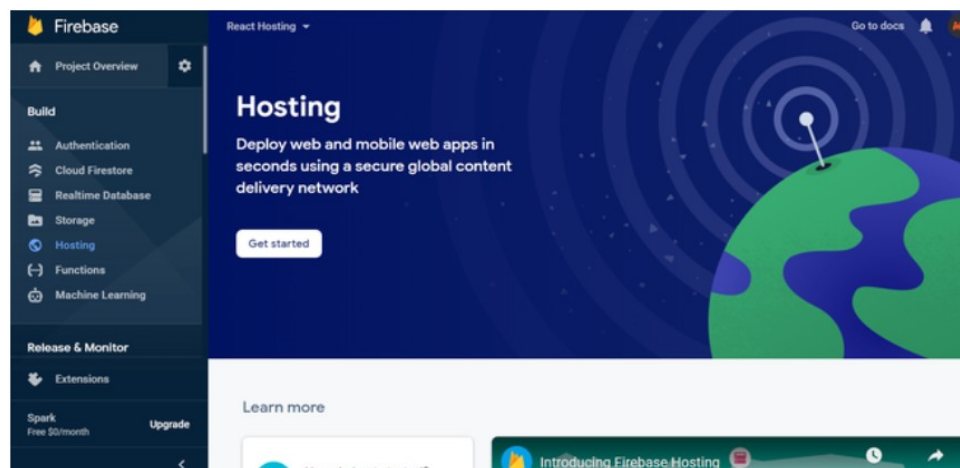 Firebase
React Hosting
Go to docs
Project Overview
Build
Authentication
Cloud Firestore
Realtime Database
Storage
Hosting
Functions
Machine Learning
Release & Monitor
Extensions
Spark
Free $0/month
Upgrade
Hosting
Deploy web and mobile web apps in
seconds using a secure global content
delivery network
Get started
Learn more
Introducing Firebase Hosting